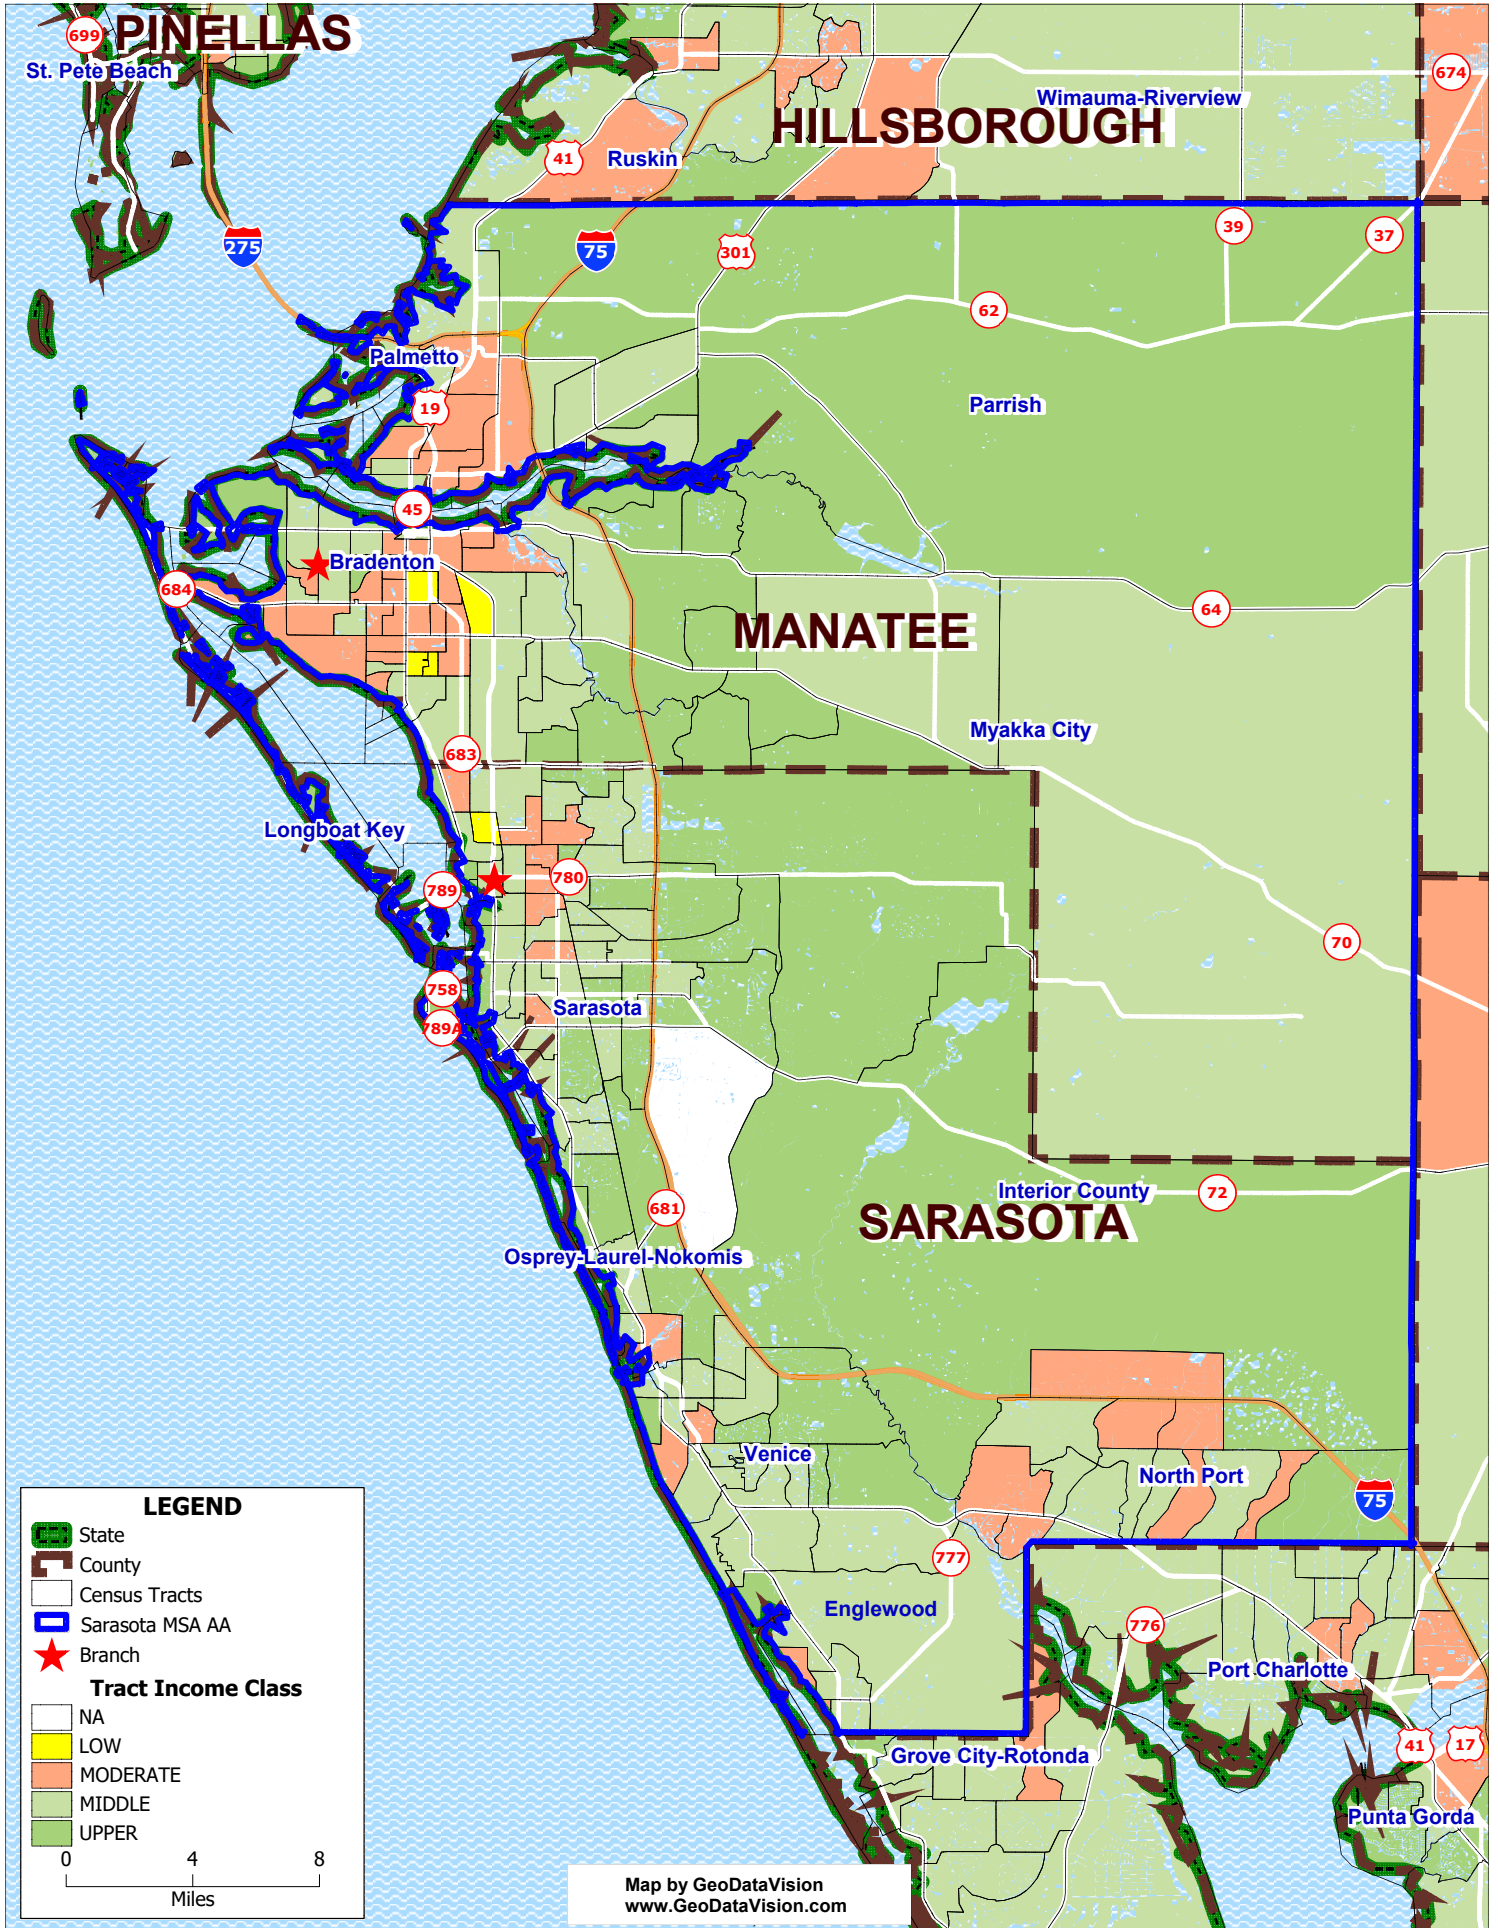 699
PINELLAS
St. Pete Beach
674
Wimauma-Riverview
HILLSBOROUGH
41
Ruskin
275
75
301
39
37
62
Palmetto
19
Parrish
45
Bradenton
684
64
MANATEE
Myakka City
683
Longboat Key
780
789
70
758
Sarasota
789A
Interior County
72
681
SARASOTA
Osprey-Laurel-Nokomis
Venice
North Port
75
777
Englewood
776
Port Charlotte
41
17
Grove City-Rotonda
Punta Gorda
LEGEND
State
County
Census Tracts
Sarasota MSA AA
Branch
Tract Income Class
NA
LOW
MODERATE
MIDDLE
UPPER
0 4 8
Miles
Map by GeoDataVision
www.GeoDataVision.com